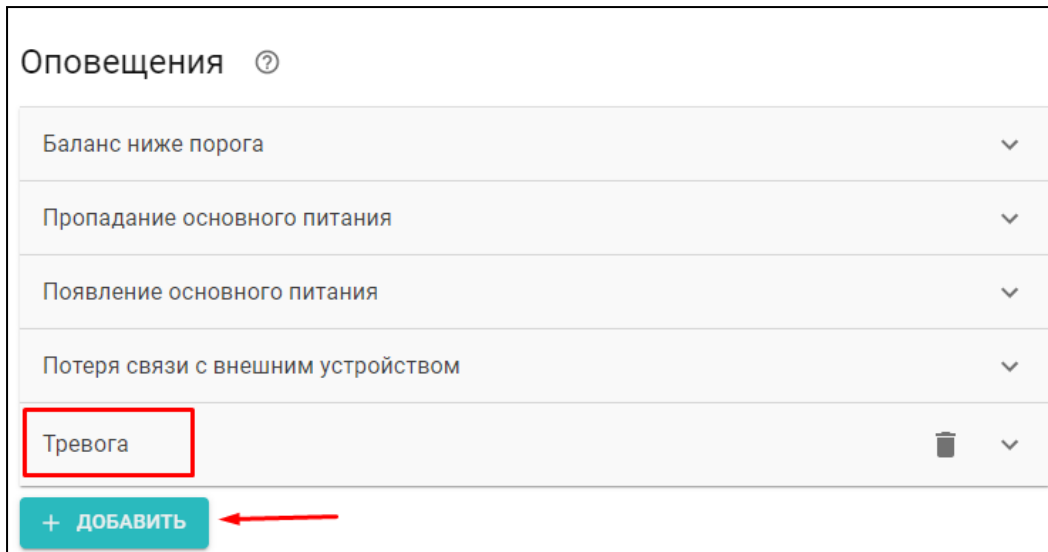 Оповещения
Баланс ниже порога
Пропадание основного питания
Появление основного питания
Потеря связи с внешним устройством
Тревога
+ ДОБАВИТЬ